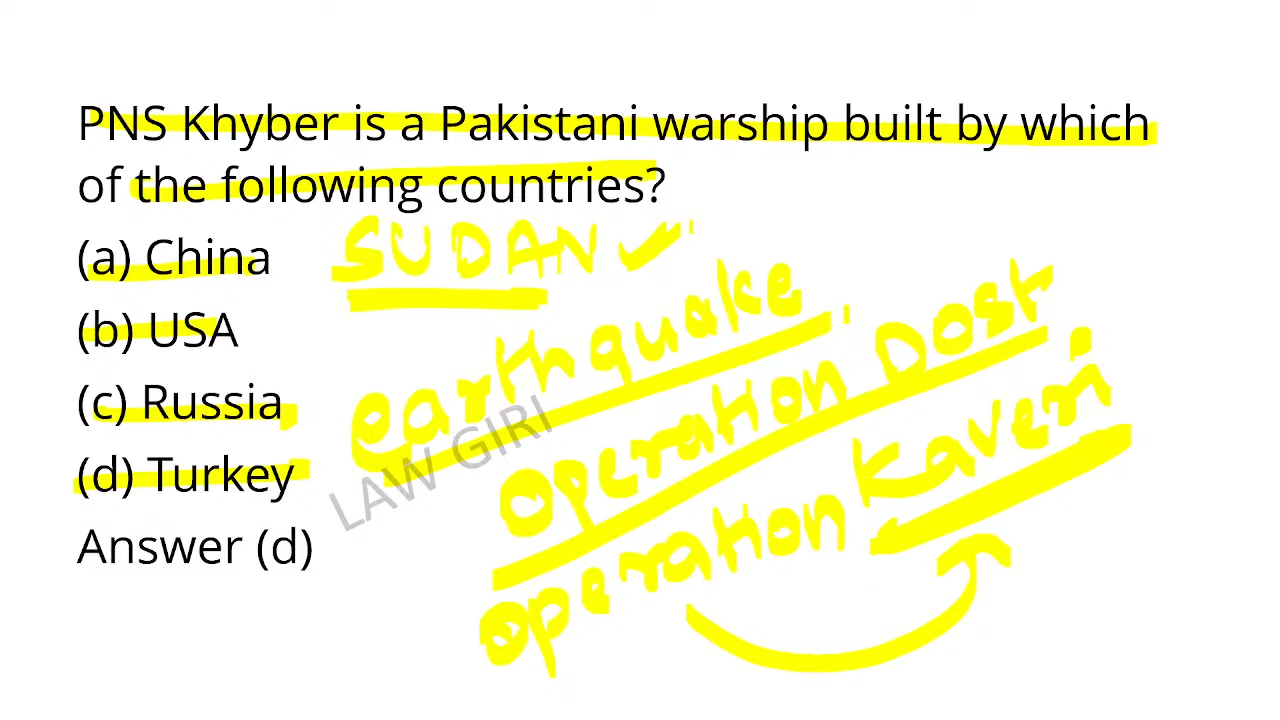 PNS Khyber is a Pakistani warship built by which
of the following countries?
(a) China
SUDAN
(b) USA
earthquake
(c) Russia
operation Dost
(d) Turkey
LAW GIRI
operation Kaveri
Answer (d)